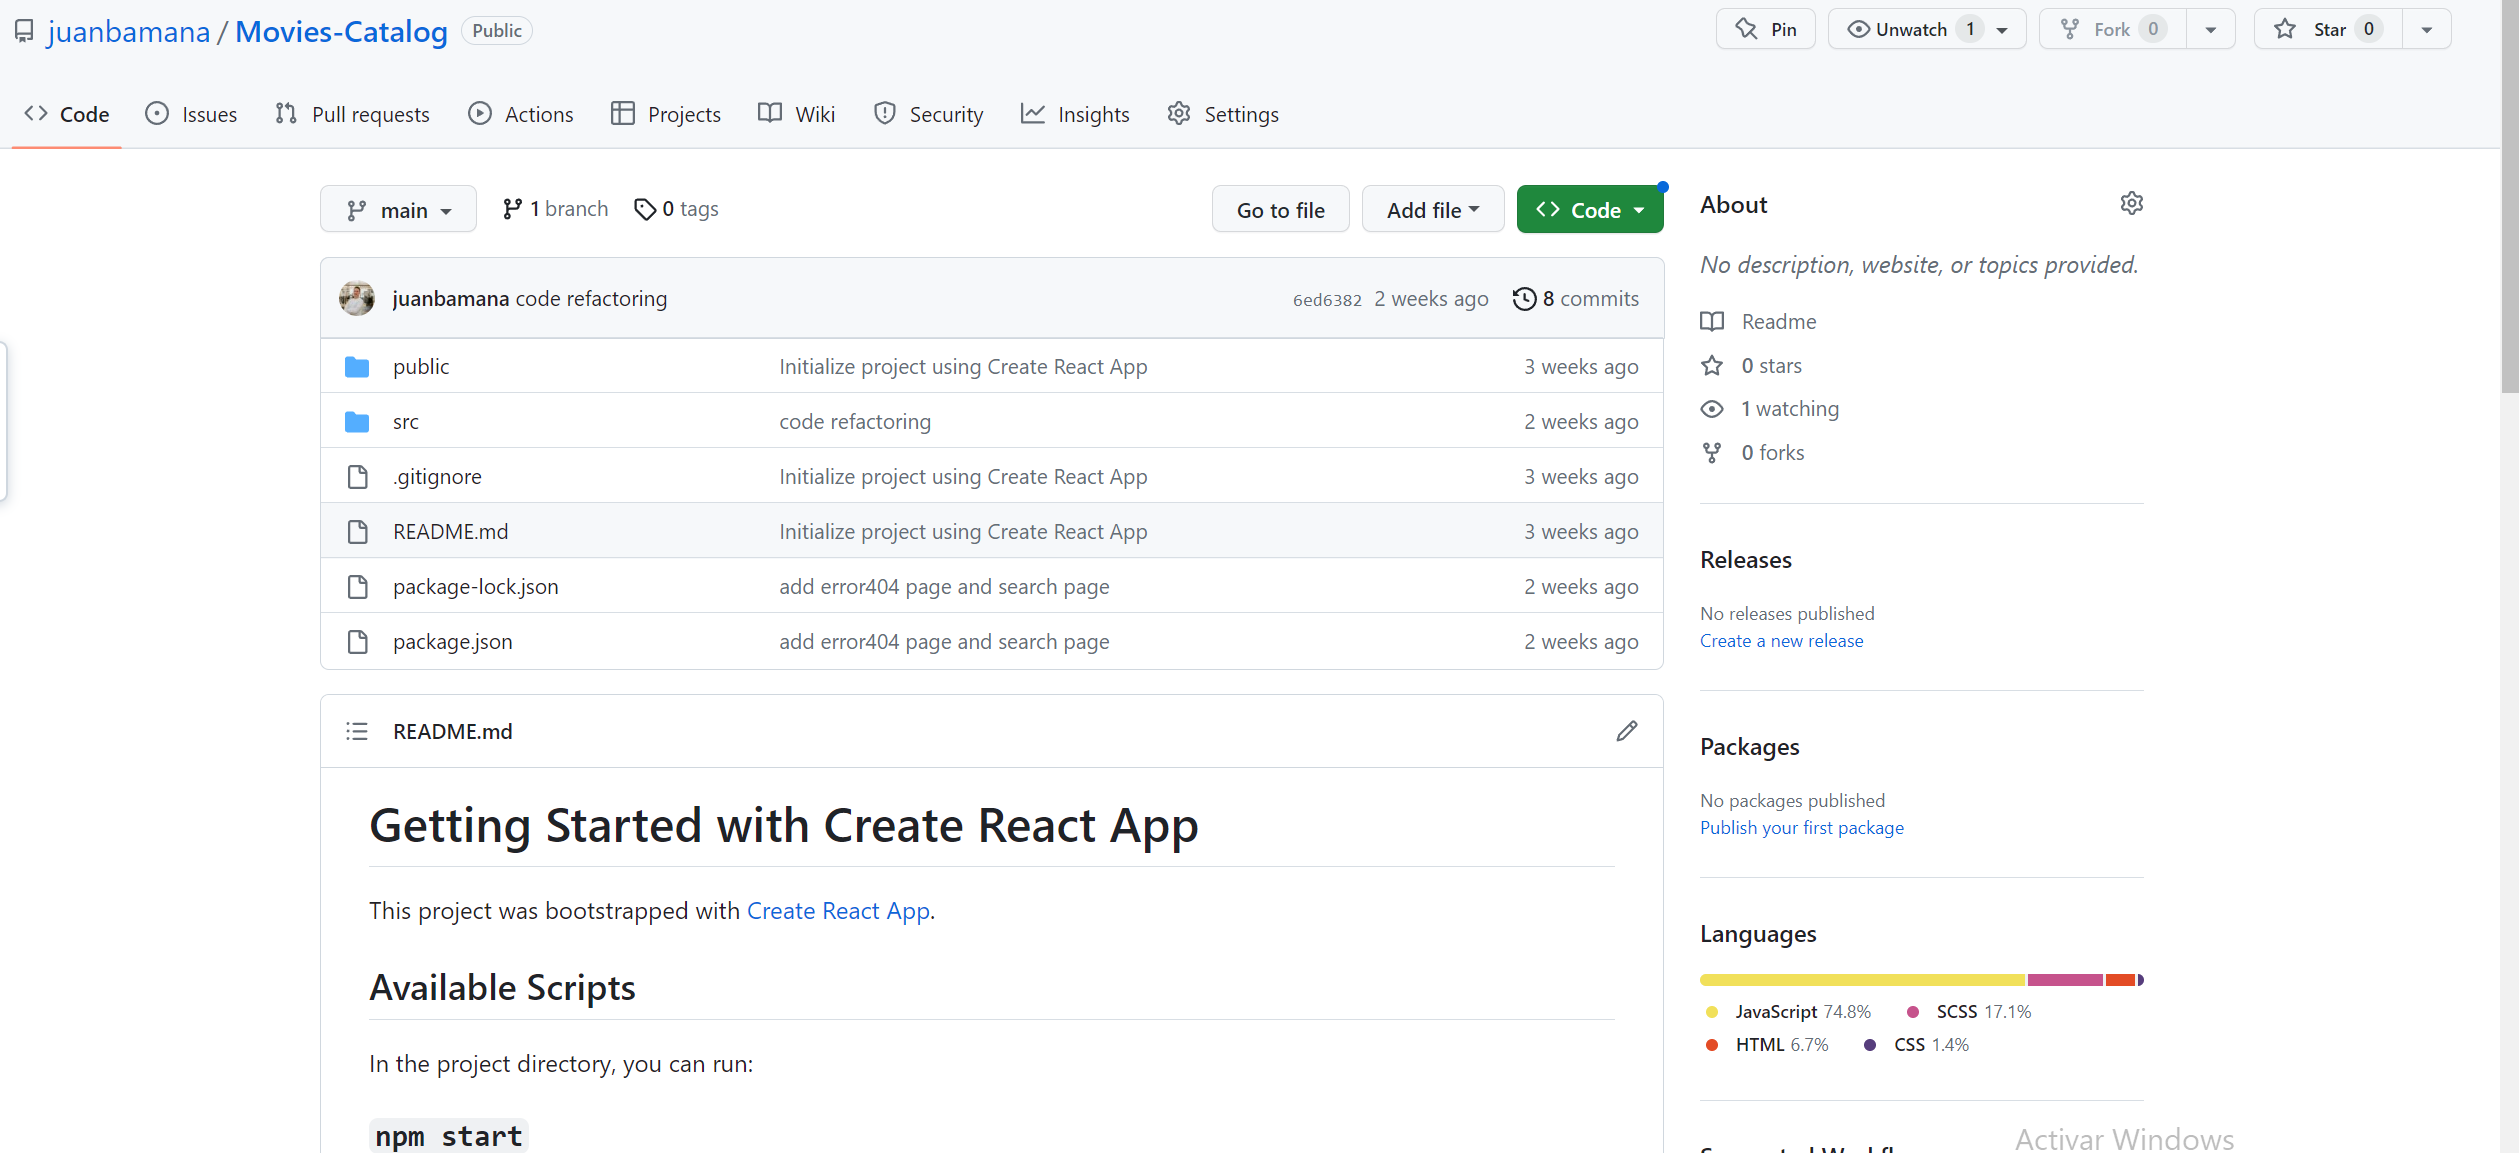 juanbamana / Movies-Catalog Public
Pin
Unwatch 1
Fork 0
Star 0
Code
Issues
Pull requests
Actions
Projects
Wiki
Security
Insights
Settings
main
1 branch
0 tags
Go to file
Add file
Code
juanbamana code refactoring
6ed6382 2 weeks ago
8 commits
public Initialize project using Create React App 3 weeks ago
src code refactoring 2 weeks ago
.gitignore Initialize project using Create React App 3 weeks ago
README.md Initialize project using Create React App 3 weeks ago
package-lock.json add error404 page and search page 2 weeks ago
package.json add error404 page and search page 2 weeks ago
README.md
Getting Started with Create React App
This project was bootstrapped with Create React App.
Available Scripts
In the project directory, you can run:
npm start
About
No description, website, or topics provided.
Readme
0 stars
1 watching
0 forks
Releases
No releases published
Create a new release
Packages
No packages published
Publish your first package
Languages
JavaScript 74.8% SCSS 17.1%
HTML 6.7% CSS 1.4%
Activar Windows